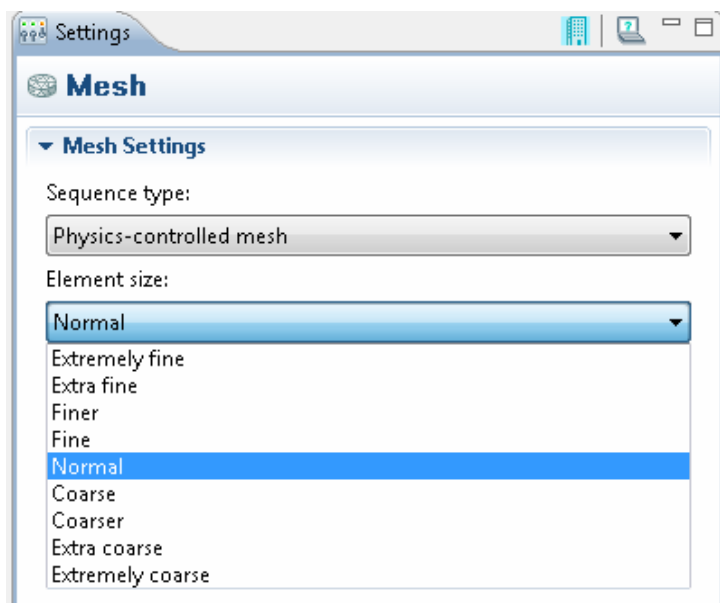 Settings
Mesh
Mesh Settings
Sequence type:
Physics-controlled mesh
Element size:
Normal
Extremely fine
Extra fine
Finer
Fine
Normal
Coarse
Coarser
Extra coarse
Extremely coarse